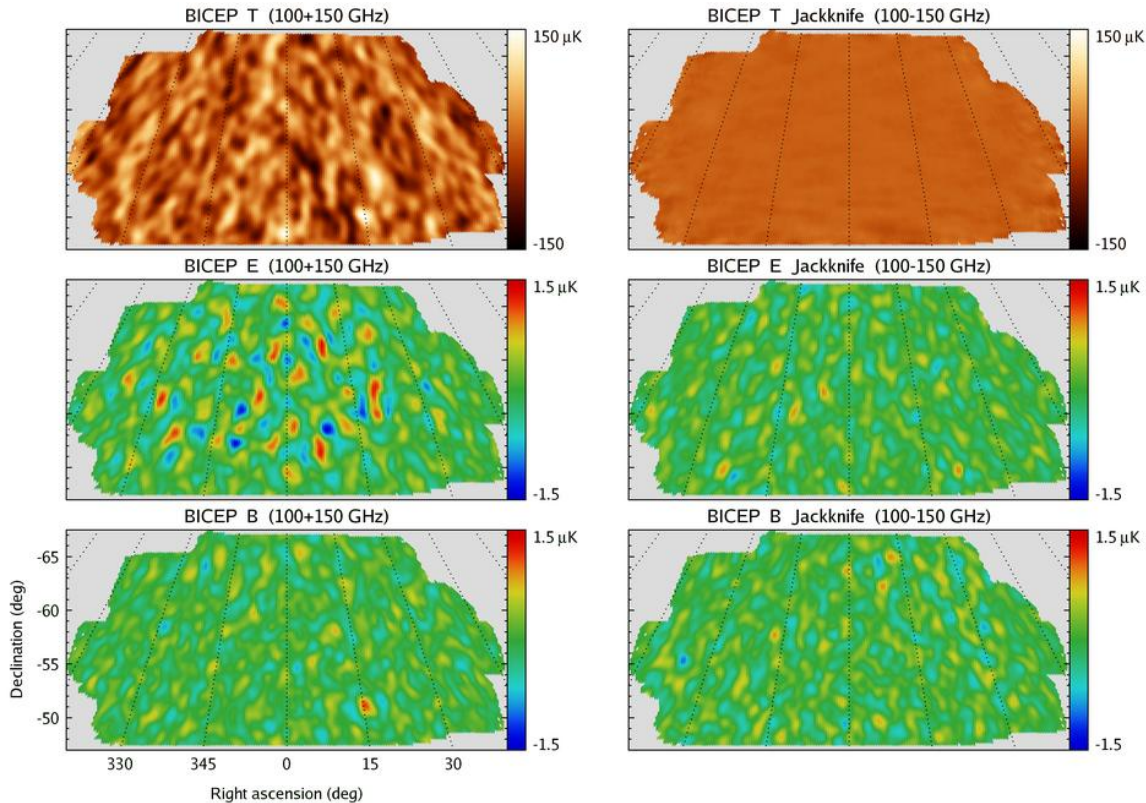 BICEP T (100+150 GHz)
150 µK
-150
BICEP T Jackknife (100-150 GHz)
150 µK
-150
BICEP E (100+150 GHz)
1.5 µK
-1.5
BICEP E Jackknife (100-150 GHz)
1.5 µK
-1.5
BICEP B (100+150 GHz)
1.5 µK
-1.5
BICEP B Jackknife (100-150 GHz)
1.5 µK
-1.5
-65
-60
-55
-50
Declination (deg)
330 345 0 15 30
Right ascension (deg)